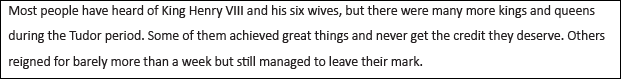 Most people have heard of King Henry VIII and his six wives, but there were many more kings and queens
during the Tudor period. Some of them achieved great things and never get the credit they deserve. Others
reigned for barely more than a week but still managed to leave their mark.